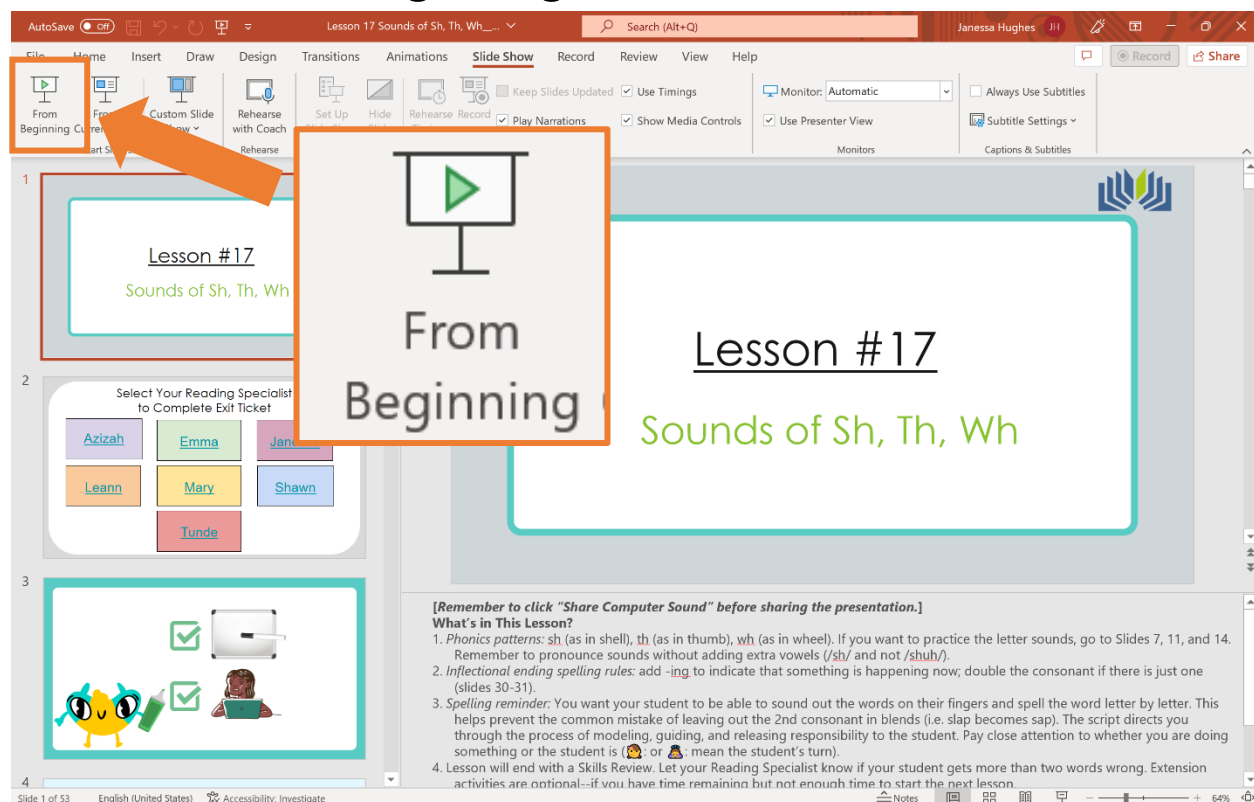 AutoSave Off Lesson 17 Sounds of Sh, Th, Wh__... Search (Alt+Q) Janessa Hughes JH
File Home Insert Draw Design Transitions Animations Slide Show Record Review View Help Record Share
From Beginning
Custom Slide
Rehearse with Coach
Set Up
Hide
Rehearse
Record
Keep Slides Updated
Play Narrations
Use Timings
Show Media Controls
Monitor: Automatic
Use Presenter View
Always Use Subtitles
Subtitle Settings
Rehearse Monitors Captions & Subtitles
From
Beginning
1
Lesson #17
Sounds of Sh, Th, Wh
2
Select Your Reading Specialist
to Complete Exit Ticket
Azizah Emma
Leann Mary Shawn
Tunde
3
4
Lesson #17
Sounds of Sh, Th, Wh
[Remember to click "Share Computer Sound" before sharing the presentation.]
What's in This Lesson?
1. Phonics patterns: sh (as in shell), th (as in thumb), wh (as in wheel). If you want to practice the letter sounds, go to Slides 7, 11, and 14.
Remember to pronounce sounds without adding extra vowels (/sh/ and not /shuh/).
2. Inflectional ending spelling rules: add -ing to indicate that something is happening now; double the consonant if there is just one
(slides 30-31).
3. Spelling reminder: You want your student to be able to sound out the words on their fingers and spell the word letter by letter. This
helps prevent the common mistake of leaving out the 2nd consonant in blends (i.e. slap becomes sap). The script directs you
through the process of modeling, guiding, and releasing responsibility to the student. Pay close attention to whether you are doing
something or the student is (👩: or 👧: mean the student's turn).
4. Lesson will end with a Skills Review. Let your Reading Specialist know if your student gets more than two words wrong. Extension
activities are optional--if you have time remaining but not enough time to start the next lesson.
Slide 1 of 53 English (United States) Accessibility: Investigate Notes 64%